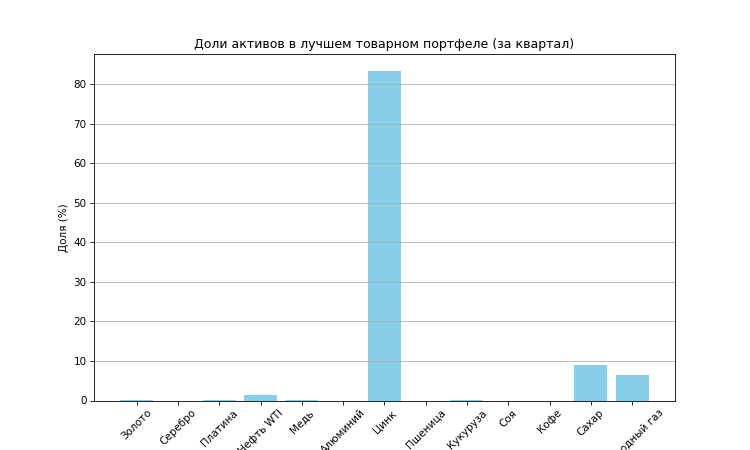 Доли активов в лучшем товарном портфеле (за квартал)
Доля (%)
80
70
60
50
40
30
20
10
0
Золото
Серебро
Платина
Нефть WTI
Медь
Алюминий
Цинк
Пшеница
Кукуруза
Соя
Кофе
Сахар
одный газ